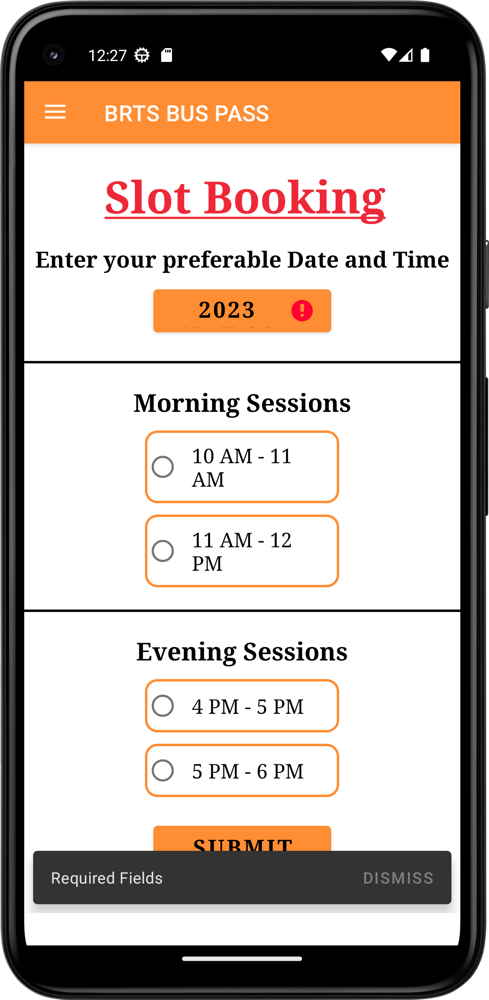 12:27
BRTS BUS PASS
Slot Booking
Enter your preferable Date and Time
2023
Morning Sessions
10 AM - 11
AM
11 AM - 12
PM
Evening Sessions
4 PM - 5 PM
5 PM - 6 PM
SUBMIT
Required Fields
DISMISS